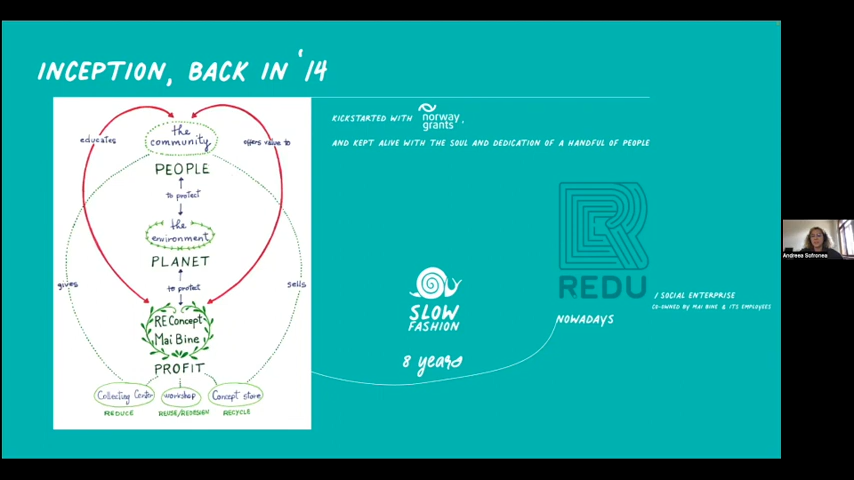 INCEPTION, BACK IN '14
educates
the
community
offers value to
PEOPLE
to protect
the
environment
PLANET
to protect
gives
sells
RE Concept
Mai Bine
PROFIT
Collecting Center
workshop
Concept store
REDUCE
REUSE/REDESIGN
RECYCLE
KICKSTARTED WITH norway grants,
AND KEPT ALIVE WITH THE SOUL AND DEDICATION OF A HANDFUL OF PEOPLE
SLOW
FASHION
8 years
REDU
/ SOCIAL ENTERPRISE
CO-OWNED BY MAI BINE & ITS EMPLOYEES
NOWADAYS
Andreea Sofronea